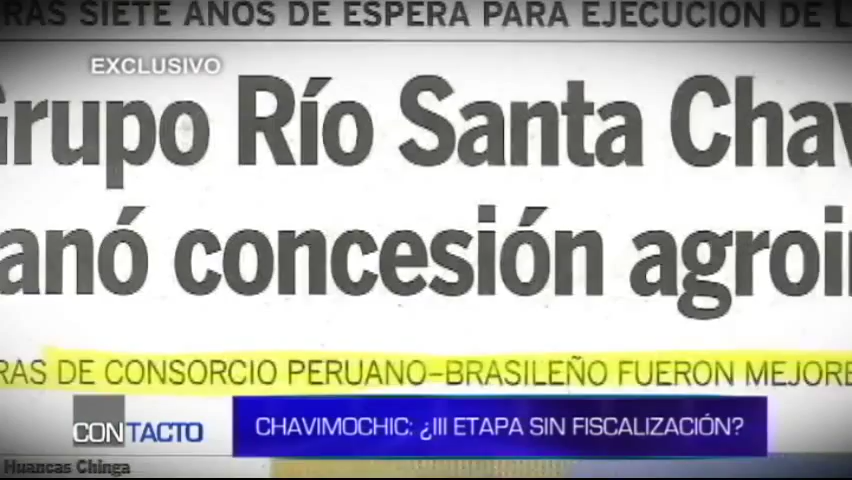 RAS SIETE AÑOS DE ESPERA PARA EJECUCIÓN DE L
EXCLUSIVO
Grupo Río Santa Chav
anó concesión agroin
RAS DE CONSORCIO PERUANO–BRASILEÑO FUERON MEJORE
CONTACTO
CHAVIMOCHIC: ¿III ETAPA SIN FISCALIZACIÓN?
Huancas Chinga